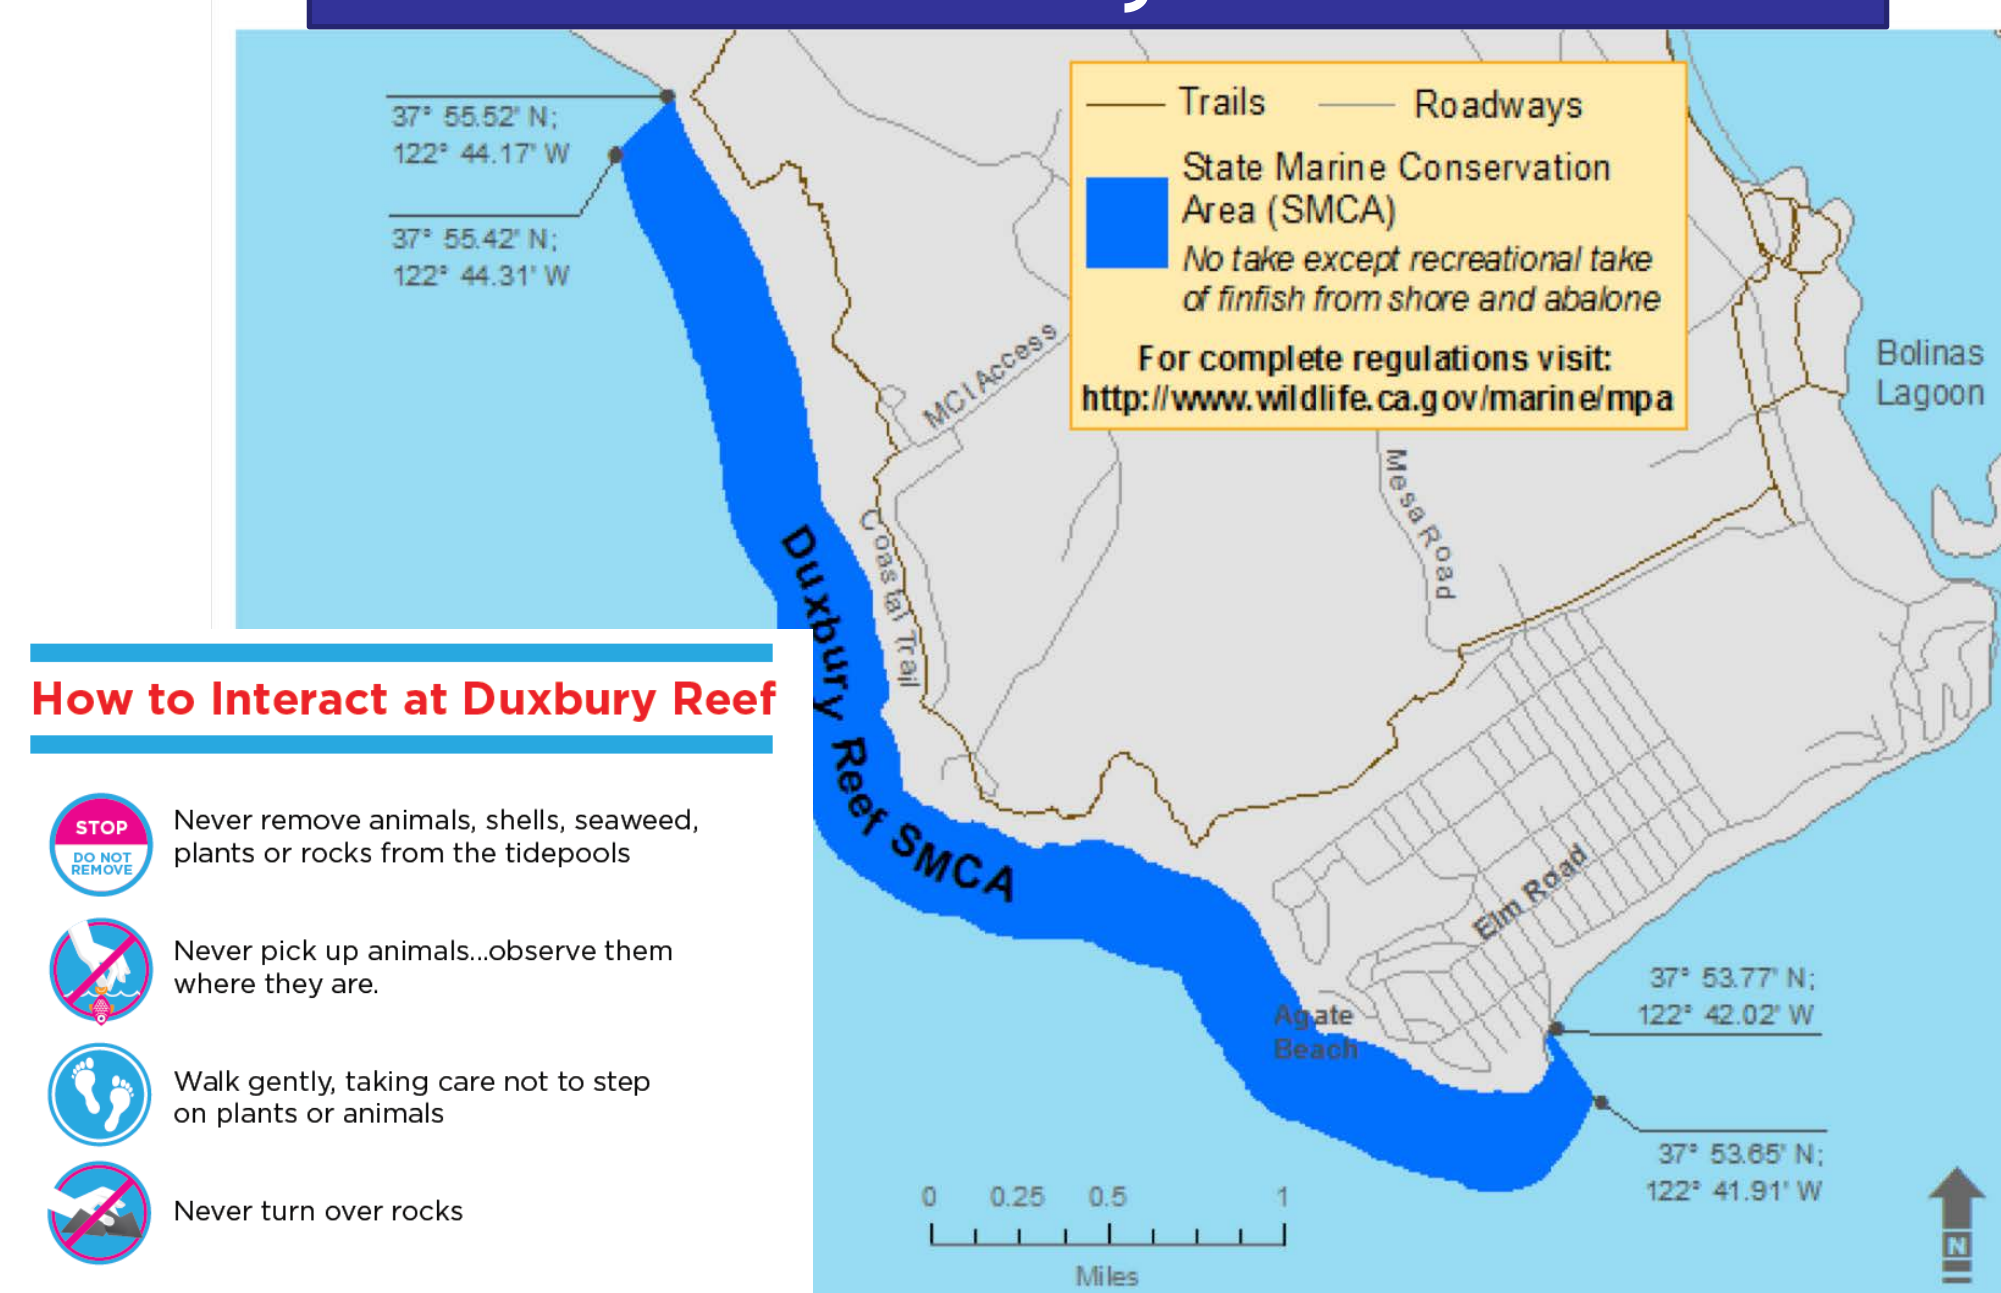 37° 55.52' N;
122° 44.17' W
37° 55.42' N;
122° 44.31' W
Trails
Roadways
State Marine Conservation
Area (SMCA)
No take except recreational take
of finfish from shore and abalone
For complete regulations visit:
http://www.wildlife.ca.gov/marine/mpa
Bolinas
Lagoon
MCI Access
Mesa Road
Coastal Trail
Duxbury Reef SMCA
Elm Road
Agate
Beach
37° 53.77' N;
122° 42.02' W
37° 53.65' N;
122° 41.91' W
0 0.25 0.5 1
Miles
N
How to Interact at Duxbury Reef
STOP
DO NOT
REMOVE
Never remove animals, shells, seaweed,
plants or rocks from the tidepools
Never pick up animals...observe them
where they are.
Walk gently, taking care not to step
on plants or animals
Never turn over rocks